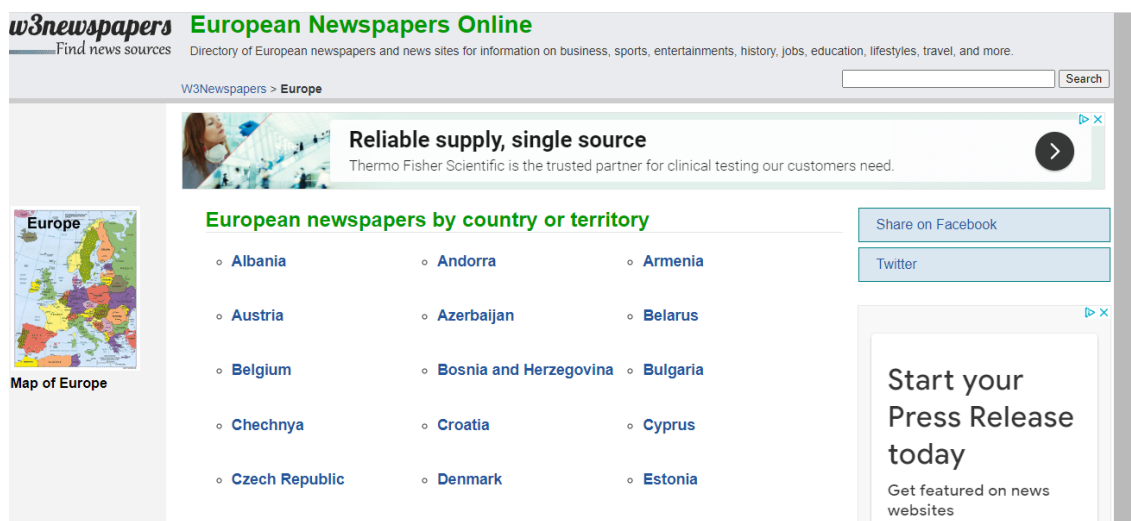 w3newspapers
Find news sources
European Newspapers Online
Directory of European newspapers and news sites for information on business, sports, entertainments, history, jobs, education, lifestyles, travel, and more.
W3Newspapers > Europe
Search
Reliable supply, single source
Thermo Fisher Scientific is the trusted partner for clinical testing our customers need.
Europe
Map of Europe
European newspapers by country or territory
Albania
Andorra
Armenia
Austria
Azerbaijan
Belarus
Belgium
Bosnia and Herzegovina
Bulgaria
Chechnya
Croatia
Cyprus
Czech Republic
Denmark
Estonia
Share on Facebook
Twitter
Start your
Press Release
today
Get featured on news
websites